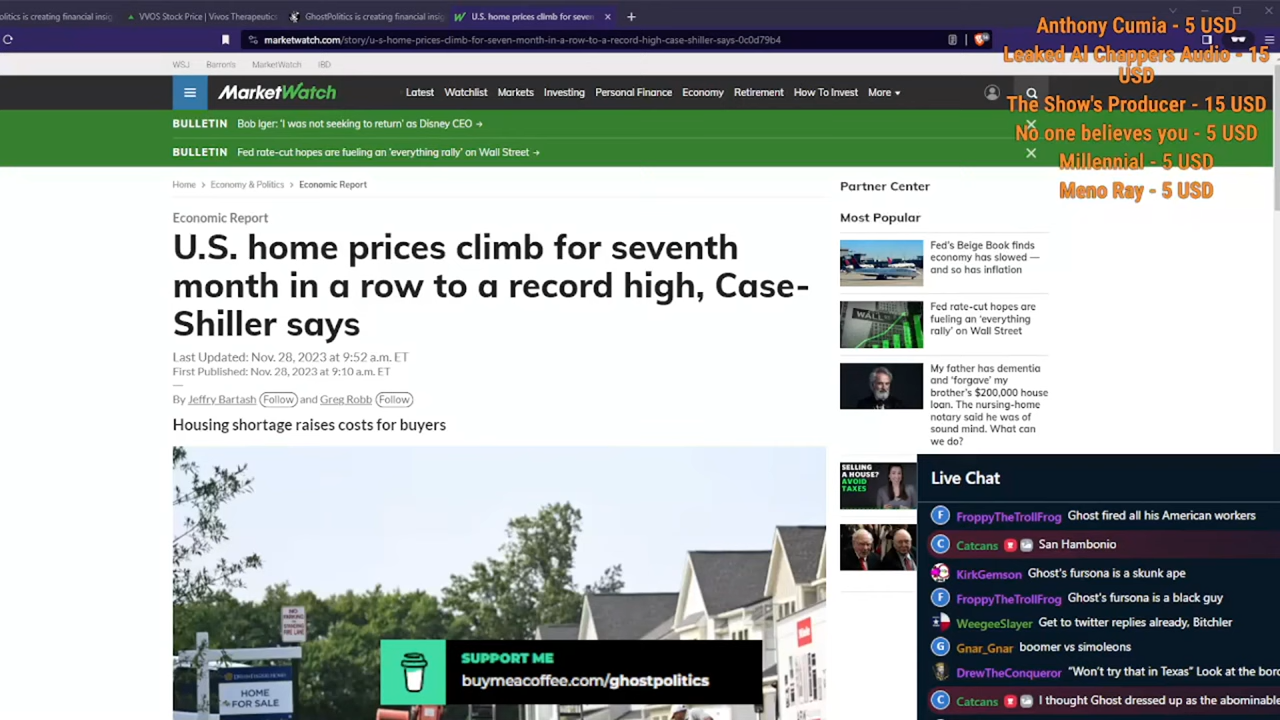 olitics is creating financial insig
VVOS Stock Price | Vivos Therapeutics
GhostPolitics is creating financial insig
U.S. home prices climb for seven
marketwatch.com/story/u-s-home-prices-climb-for-seven-month-in-a-row-to-a-record-high-case-shiller-says-0c0d79b4
Anthony Cumia - 5 USD
Leaked Al Chappers Audio - 15
USD
The Show's Producer - 15 USD
No one believes you - 5 USD
Millennial - 5 USD
Meno Ray - 5 USD
WSJ Barron's MarketWatch IBD
MarketWatch Latest Watchlist Markets Investing Personal Finance Economy Retirement How To Invest More
BULLETIN Bob Iger: 'I was not seeking to return' as Disney CEO →
BULLETIN Fed rate-cut hopes are fueling an 'everything rally' on Wall Street →
Home > Economy & Politics > Economic Report
Economic Report
U.S. home prices climb for seventh
month in a row to a record high, Case-
Shiller says
Last Updated: Nov. 28, 2023 at 9:52 a.m. ET
First Published: Nov. 28, 2023 at 9:10 a.m. ET
By Jeffry Bartash Follow and Greg Robb Follow
Housing shortage raises costs for buyers
NO
PARKING
STANDING
FIRE LINE
HOME
FOR SALE
SUPPORT ME
buymeacoffee.com/ghostpolitics
Partner Center
Most Popular
Fed's Beige Book finds
economy has slowed —
and so has inflation
WALL
Fed rate-cut hopes are
fueling an 'everything
rally' on Wall Street
My father has dementia
and 'forgave' my
brother's $200,000 house
loan. The nursing-home
notary said he was of
sound mind. What can
we do?
SELLING
A HOUSE?
AVOID
TAXES
Live Chat
FroppyTheTrollFrog Ghost fired all his American workers
Catcans San Hambonio
KirkGemson Ghost's fursona is a skunk ape
FroppyTheTrollFrog Ghost's fursona is a black guy
WeegeeSlayer Get to twitter replies already, Bitchler
Gnar_Gnar boomer vs simoleons
DrewTheConqueror "Won't try that in Texas" Look at the bord
Catcans I thought Ghost dressed up as the abominable